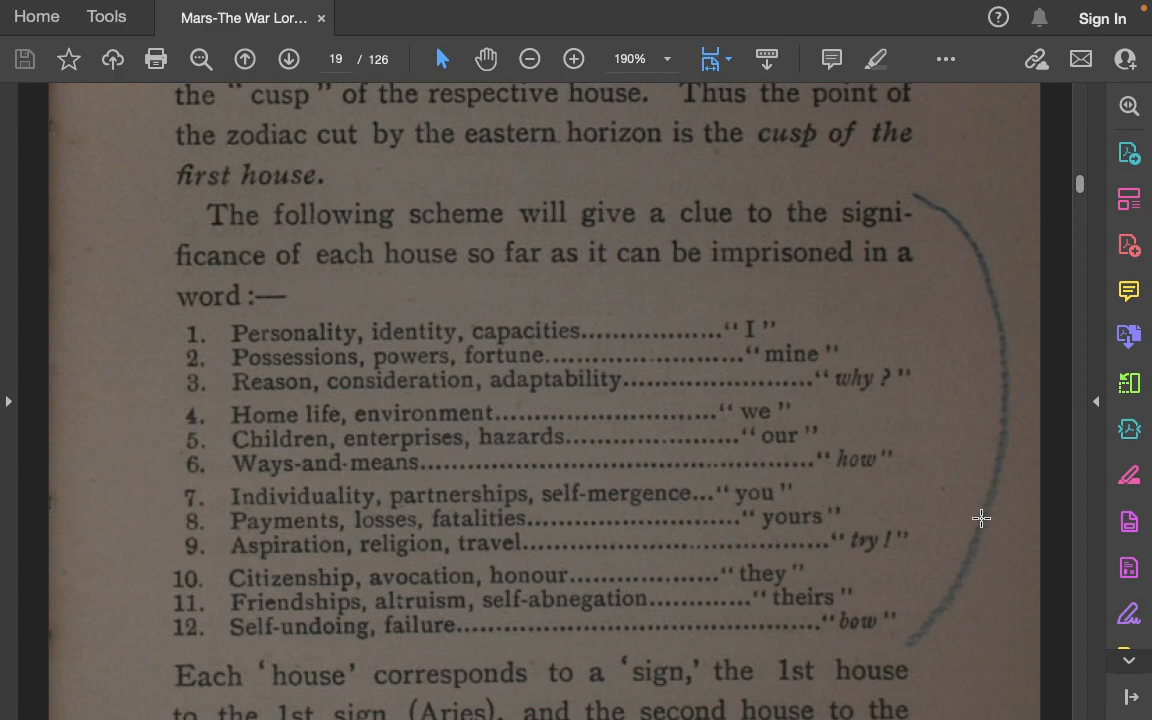 Home
Tools
Mars-The War Lor... ×
Sign In
19 / 126
190%
the " cusp " of the respective house. Thus the point of
the zodiac cut by the eastern horizon is the cusp of the
first house.
The following scheme will give a clue to the signi-
ficance of each house so far as it can be imprisoned in a
word :—
1. Personality, identity, capacities.................." I "
2. Possessions, powers, fortune........................." mine "
3. Reason, consideration, adaptability........................" why ? "
4. Home life, environment............................" we "
5. Children, enterprises, hazards......................" our "
6. Ways-and-means..................................................." how "
7. Individuality, partnerships, self-mergence..." you "
8. Payments, losses, fatalities..........................." yours "
9. Aspiration, religion, travel......................................." try ! "
10. Citizenship, avocation, honour..................." they "
11. Friendships, altruism, self-abnegation............." theirs "
12. Self-undoing, failure..............................................." bow "
Each ' house ' corresponds to a ' sign,' the 1st house
to the 1st sign (Aries), and the second house to the